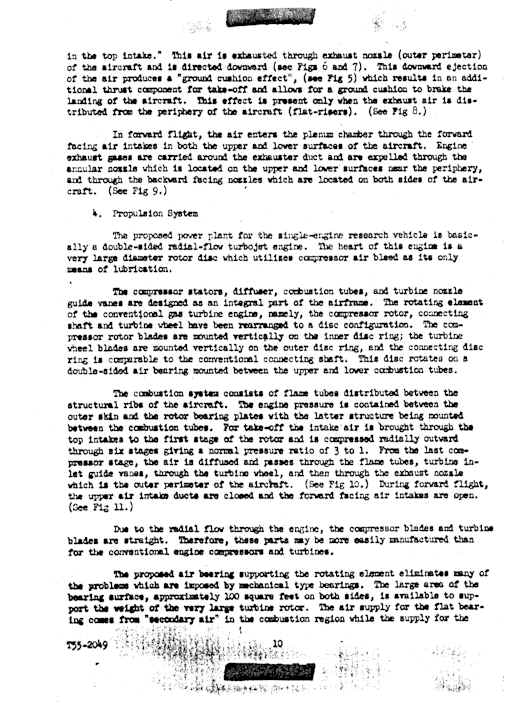 in the top intake." This air is exhausted through exhaust nozzle (outer perimeter)
of the aircraft and is directed downward (see Figs 6 and 7). This downward ejection
of the air produces a "ground cushion effect", (see Fig 5) which results in an addi-
tional thrust component for take-off and allows for a ground cushion to brake the
landing of the aircraft. This effect is present only when the exhaust air is dis-
tributed from the periphery of the aircraft (flat-risers). (See Fig 8.)
In forward flight, the air enters the plenum chamber through the forward
facing air intakes in both the upper and lower surfaces of the aircraft. Engine
exhaust gases are carried around the exhauster duct and are expelled through the
annular nozzle which is located on the upper and lower surfaces near the periphery,
and through the backward facing nozzles which are located on both sides of the air-
craft. (See Fig 9.)
4. Propulsion System
The proposed power plant for the single-engine research vehicle is basic-
ally a double-sided radial-flow turbojet engine. The heart of this engine is a
very large diameter rotor disc which utilizes compressor air bleed as its only
means of lubrication.
The compressor stators, diffuser, combustion tubes, and turbine nozzle
guide vanes are designed as an integral part of the airframe. The rotating element
of the conventional gas turbine engine, namely, the compressor rotor, connecting
shaft and turbine wheel have been rearranged to a disc configuration. The com-
pressor rotor blades are mounted vertically on the inner disc ring; the turbine
wheel blades are mounted vertically on the outer disc ring, and the connecting disc
ring is comparable to the conventional connecting shaft. This disc rotates on a
double-sided air bearing mounted between the upper and lower combustion tubes.
The combustion system consists of flame tubes distributed between the
structural ribs of the aircraft. The engine pressure is contained between the
outer skin and the rotor bearing plates with the latter structure being mounted
between the combustion tubes. For take-off the intake air is brought through the
top intakes to the first stage of the rotor and is compressed radially outward
through six stages giving a normal pressure ratio of 3 to 1. From the last com-
pressor stage, the air is diffused and passes through the flame tubes, turbine in-
let guide vanes, through the turbine wheel, and then through the exhaust nozzle
which is the outer perimeter of the aircraft. (See Fig 10.) During forward flight,
the upper air intake ducts are closed and the forward facing air intakes are open.
(See Fig 11.)
Due to the radial flow through the engine, the compressor blades and turbine
blades are straight. Therefore, these parts may be more easily manufactured than
for the conventional engine compressors and turbines.
The proposed air bearing supporting the rotating element eliminates many of
the problems which are imposed by mechanical type bearings. The large area of the
bearing surface, approximately 100 square feet on both sides, is available to sup-
port the weight of the very large turbine rotor. The air supply for the flat bear-
ing comes from "secondary air" in the combustion region while the supply for the
T55-2049
10